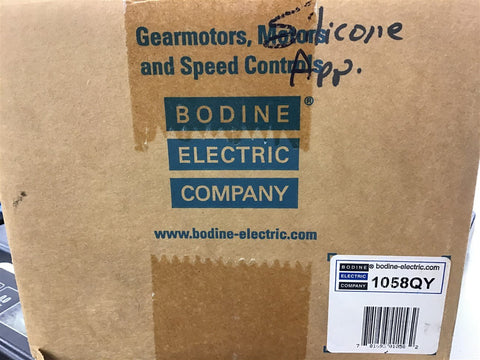 Gearmotors, Motors
and Speed Controls
Silicone
App.
BODINE®
ELECTRIC
COMPANY
www.bodine-electric.com
BODINE® bodine-electric.com
ELECTRIC
COMPANY
1058QY